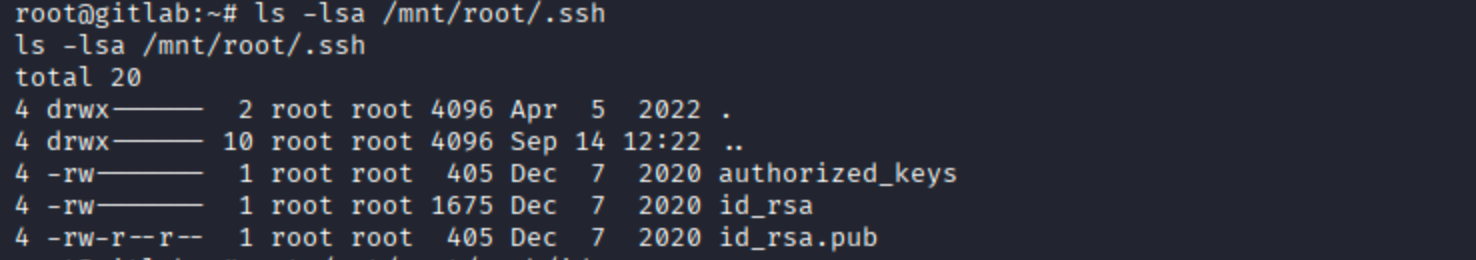 root@gitlab:~# ls -lsa /mnt/root/.ssh
ls -lsa /mnt/root/.ssh
total 20
4 drwx------  2 root root 4096 Apr  5  2022 .
4 drwx------ 10 root root 4096 Sep 14 12:22 ..
4 -rw-------  1 root root  405 Dec  7  2020 authorized_keys
4 -rw-------  1 root root 1675 Dec  7  2020 id_rsa
4 -rw-r--r--  1 root root  405 Dec  7  2020 id_rsa.pub